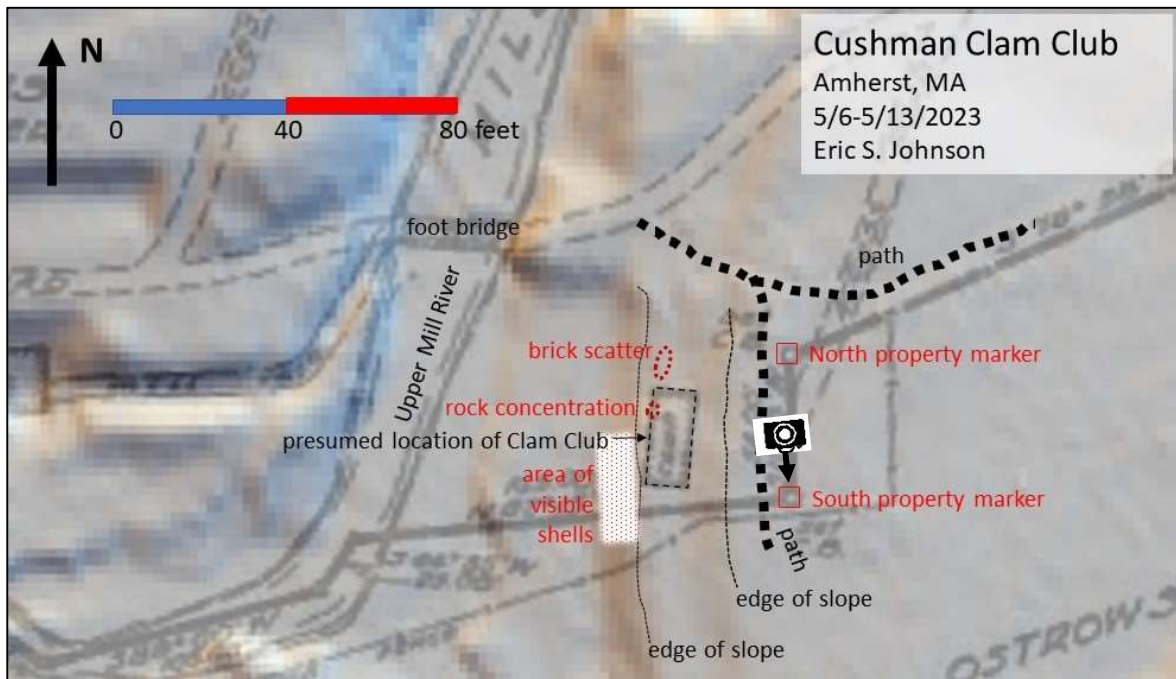 Cushman Clam Club
Amherst, MA
5/6-5/13/2023
Eric S. Johnson
N
0 40 80 feet
foot bridge
path
Upper Mill River
brick scatter
North property marker
rock concentration
presumed location of Clam Club
area of
visible
shells
South property marker
path
edge of slope
edge of slope
OSTROWS